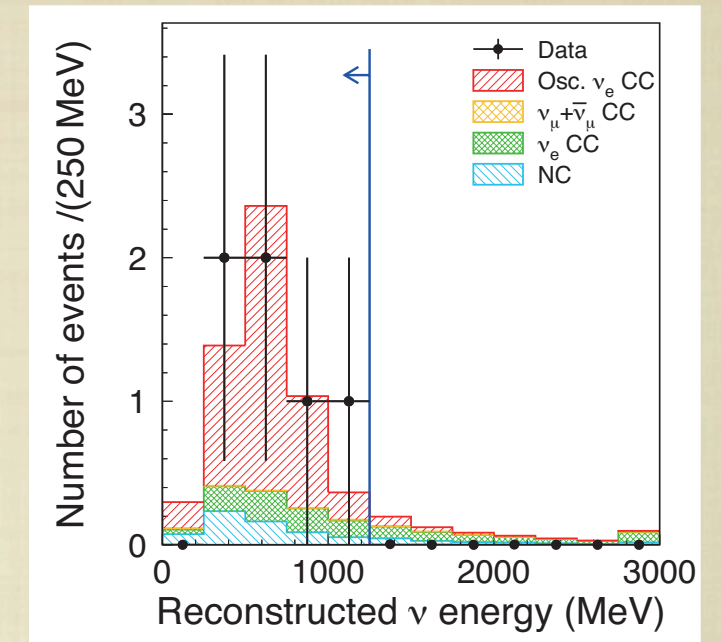 Number of events /(250 MeV)
3
2
1
0
Data
Osc. νe CC
νμ+ν̅μ CC
νe CC
NC
0 1000 2000 3000
Reconstructed ν energy (MeV)